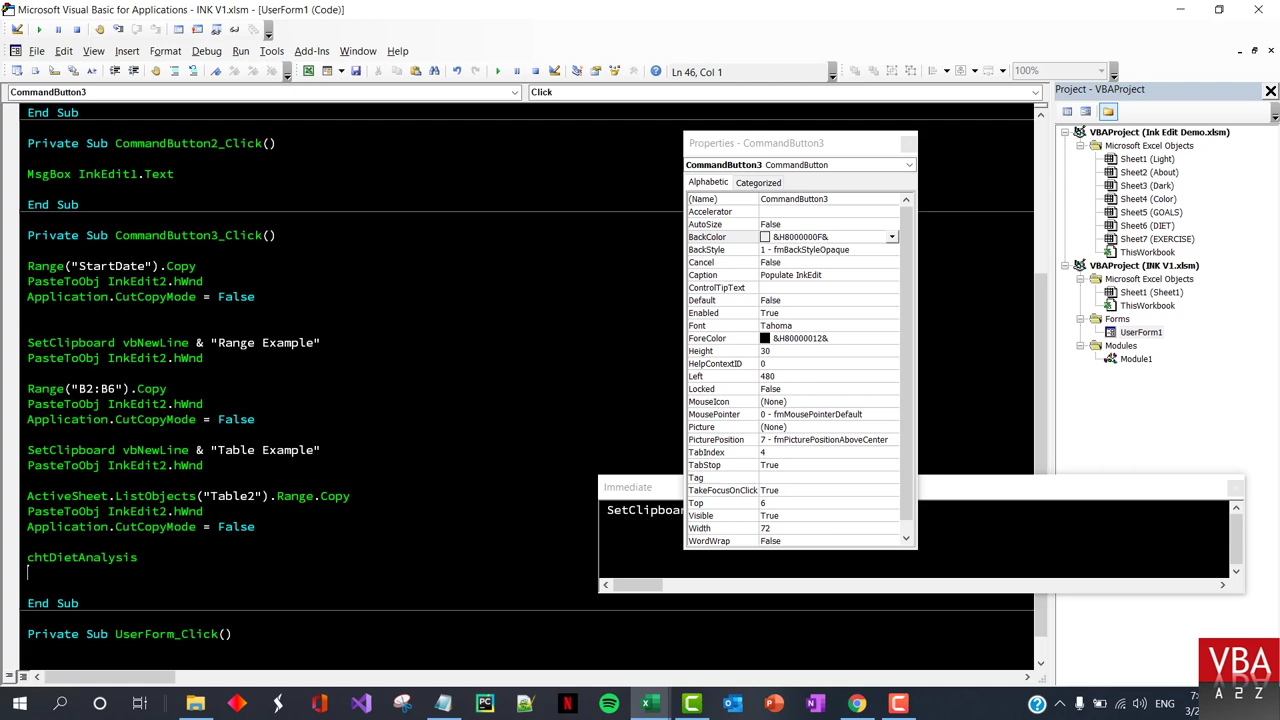 Microsoft Visual Basic for Applications - INK V1.xlsm - [UserForm1 (Code)]
File Edit View Insert Format Debug Run Tools Add-Ins Window Help
Ln 46, Col 1
100%
CommandButton3
Click
End Sub
Private Sub CommandButton2_Click()
MsgBox InkEdit1.Text
End Sub
Private Sub CommandButton3_Click()
Range("StartDate").Copy
PasteToObj InkEdit2.hWnd
Application.CutCopyMode = False
SetClipboard vbNewLine & "Range Example"
PasteToObj InkEdit2.hWnd
Range("B2:B6").Copy
PasteToObj InkEdit2.hWnd
Application.CutCopyMode = False
SetClipboard vbNewLine & "Table Example"
PasteToObj InkEdit2.hWnd
ActiveSheet.ListObjects("Table2").Range.Copy
PasteToObj InkEdit2.hWnd
Application.CutCopyMode = False
chtDietAnalysis
End Sub
Private Sub UserForm_Click()
Properties - CommandButton3
CommandButton3 CommandButton
Alphabetic Categorized
(Name) CommandButton3
Accelerator
AutoSize False
BackColor &H8000000F&
BackStyle 1 - fmBackStyleOpaque
Cancel False
Caption Populate InkEdit
ControlTipText
Default False
Enabled True
Font Tahoma
ForeColor &H80000012&
Height 30
HelpContextID 0
Left 480
Locked False
MouseIcon (None)
MousePointer 0 - fmMousePointerDefault
Picture (None)
PicturePosition 7 - fmPicturePositionAboveCenter
TabIndex 4
TabStop True
Tag
TakeFocusOnClick True
Top 6
Visible True
Width 72
WordWrap False
Immediate
Project - VBAProject
VBAProject (Ink Edit Demo.xlsm)
Microsoft Excel Objects
Sheet1 (Light)
Sheet2 (About)
Sheet3 (Dark)
Sheet4 (Color)
Sheet5 (GOALS)
Sheet6 (DIET)
Sheet7 (EXERCISE)
ThisWorkbook
VBAProject (INK V1.xlsm)
Microsoft Excel Objects
Sheet1 (Sheet1)
ThisWorkbook
Forms
UserForm1
Modules
Module1
VBA
A 2 Z
ENG